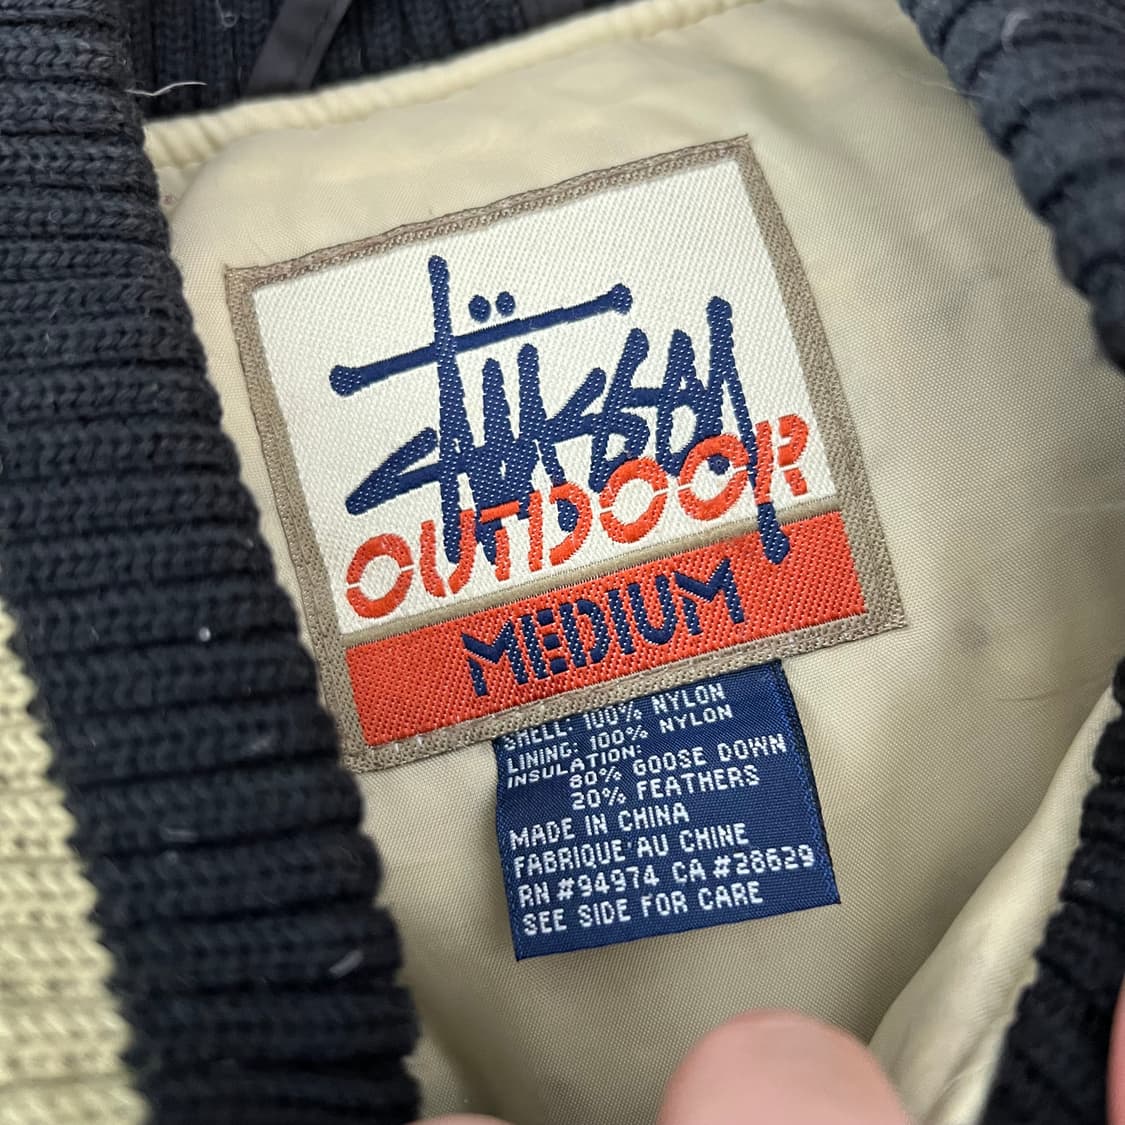 Stüssy
OUTDOOR
MEDIUM
SHELL: 100% NYLON
LINING: 100% NYLON
INSULATION:
80% GOOSE DOWN
20% FEATHERS
MADE IN CHINA
FABRIQUE AU CHINE
RN #94974 CA #28629
SEE SIDE FOR CARE